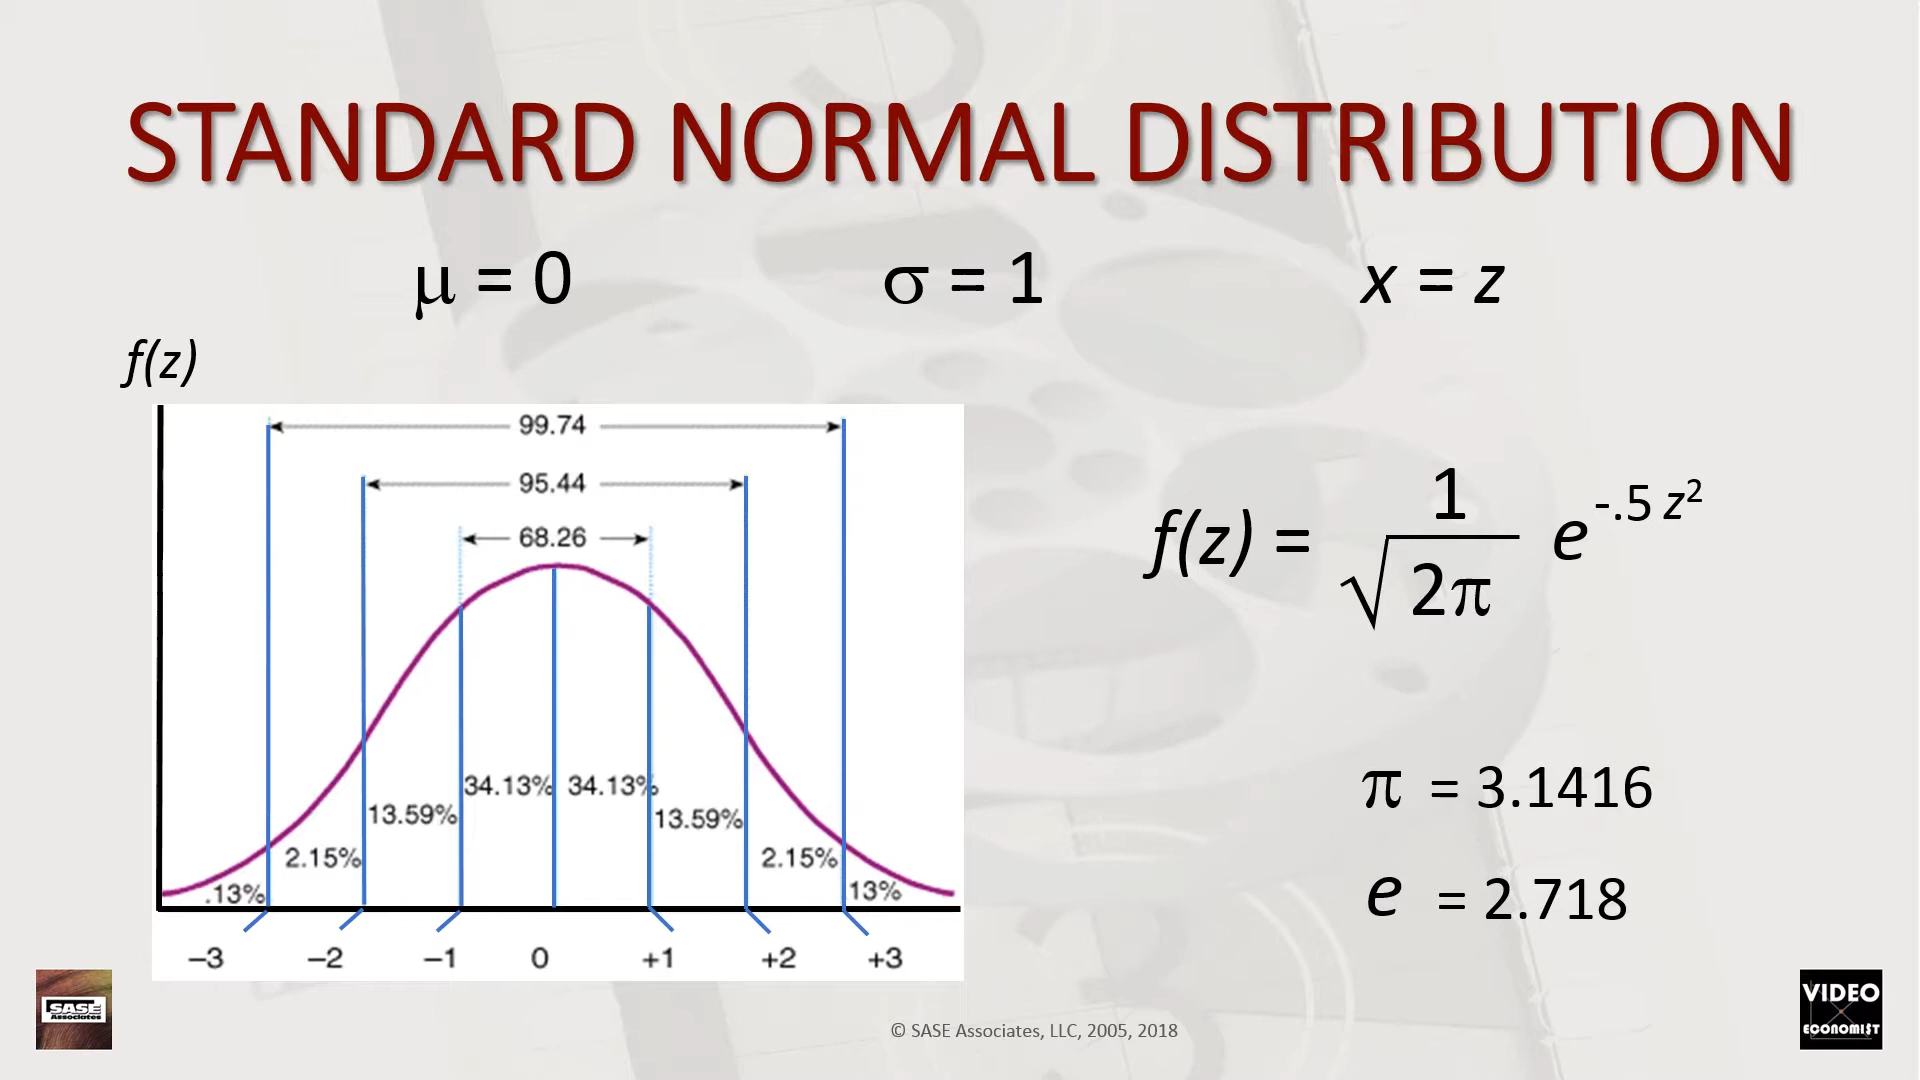 STANDARD NORMAL DISTRIBUTION
μ = 0 σ = 1 x = z
f(z)
99.74
95.44
68.26
34.13% 34.13%
13.59% 13.59%
2.15% 2.15%
.13% 13%
–3 –2 –1 0 +1 +2 +3
f(z) = 1 / √2π e^-.5 z²
π = 3.1416
e = 2.718
SASE
Associates
© SASE Associates, LLC, 2005, 2018
VIDEO
ECONOMIST